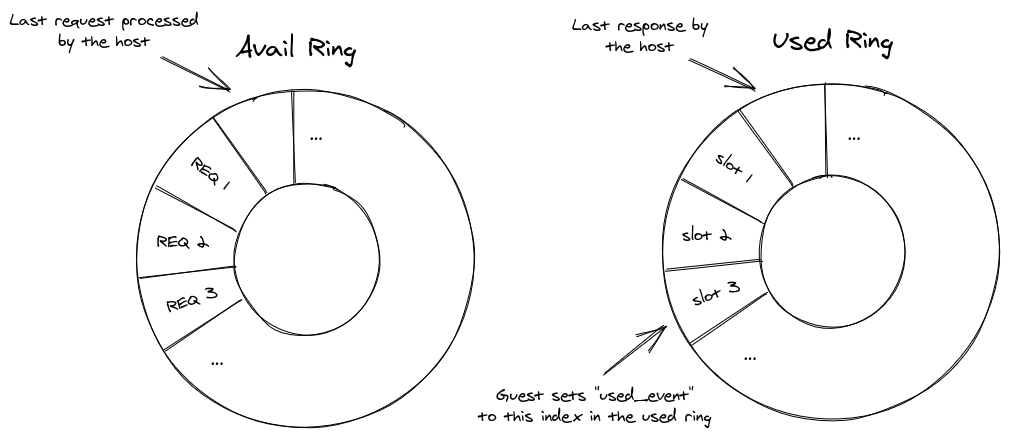 Last request processed
by the host
Avail Ring
...
REQ 1
REQ 2
REQ 3
...
Last response by
the host
Used Ring
...
slot 1
slot 2
slot 3
...
Guest sets "used_event"
to this index in the used ring